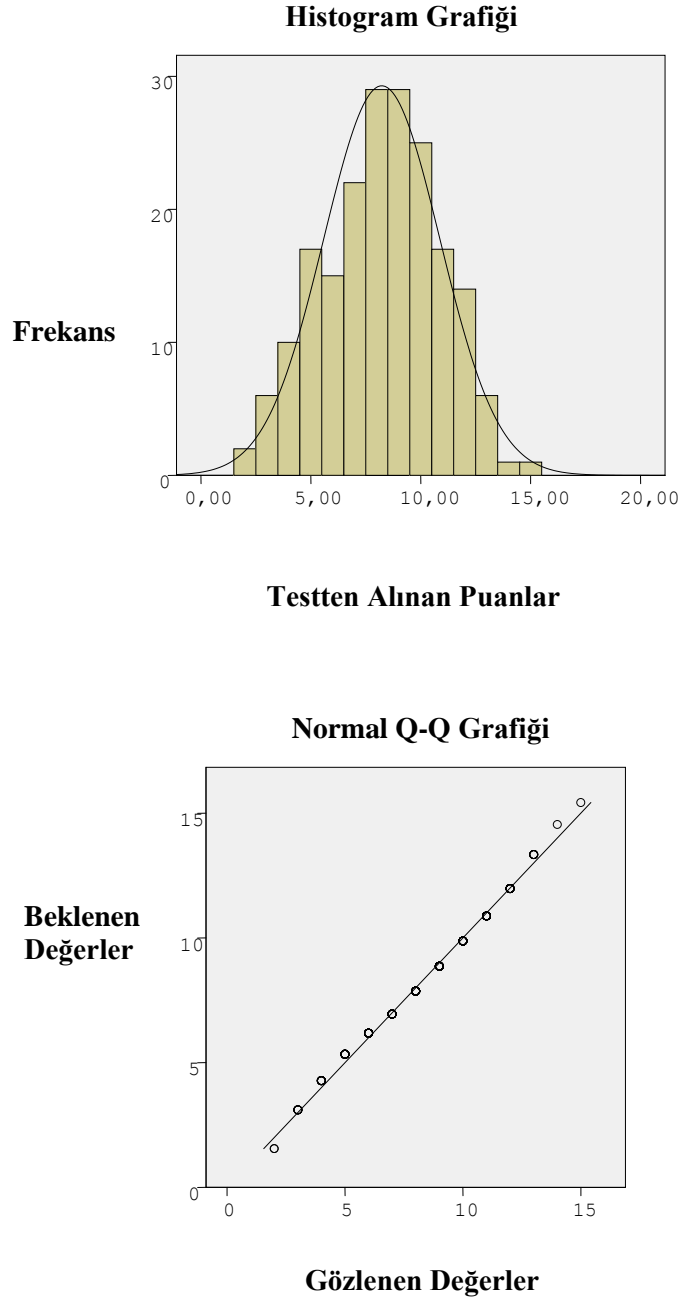 Histogram Grafiği
30
20
Frekans
10
0
0,00 5,00 10,00 15,00 20,00
Testten Alınan Puanlar
Normal Q-Q Grafiği
15
Beklenen
Değerler
10
5
0
0 5 10 15
Gözlenen Değerler